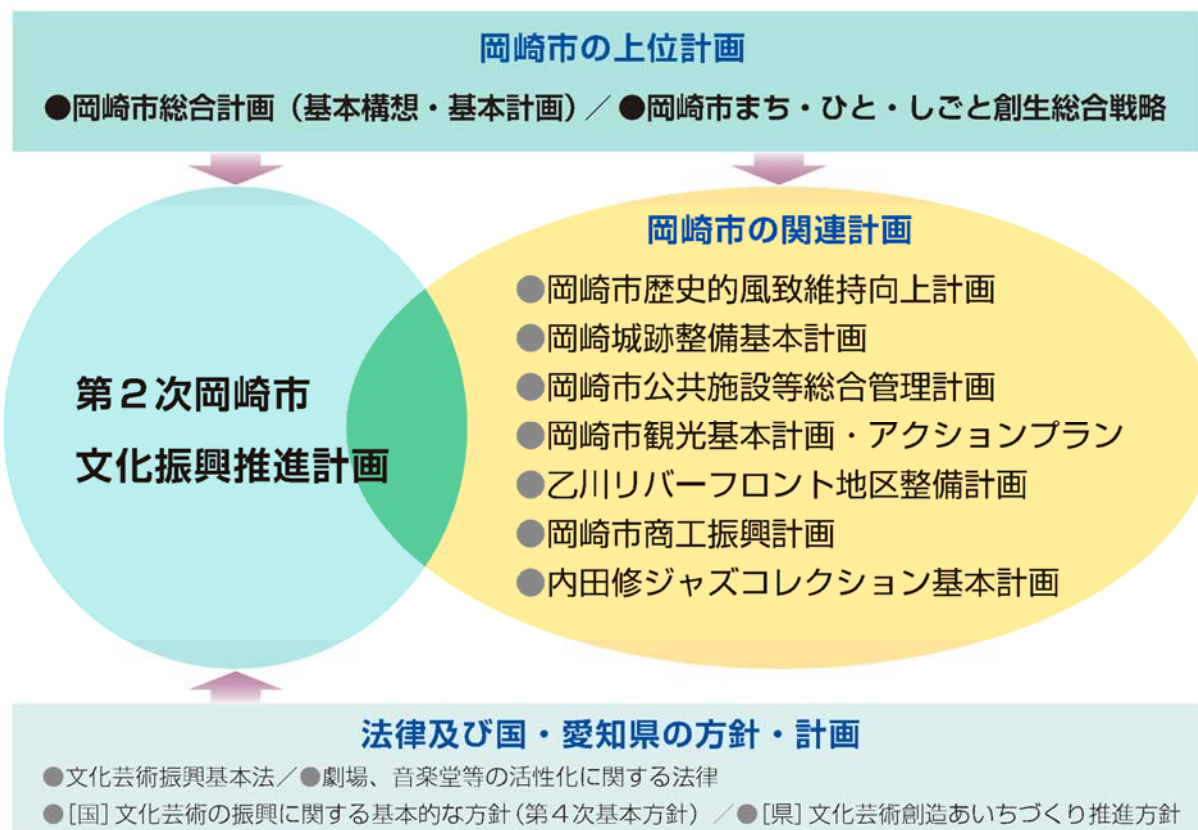 岡崎市の上位計画
●岡崎市総合計画（基本構想・基本計画）／●岡崎市まち・ひと・しごと創生総合戦略
岡崎市の関連計画
●岡崎市歴史的風致維持向上計画
●岡崎城跡整備基本計画
●岡崎市公共施設等総合管理計画
●岡崎市観光基本計画・アクションプラン
●乙川リバーフロント地区整備計画
●岡崎市商工振興計画
●内田修ジャズコレクション基本計画
第２次岡崎市
文化振興推進計画
法律及び国・愛知県の方針・計画
●文化芸術振興基本法／●劇場、音楽堂等の活性化に関する法律
●[国]文化芸術の振興に関する基本的な方針(第４次基本方針)／●[県]文化芸術創造あいちづくり推進方針